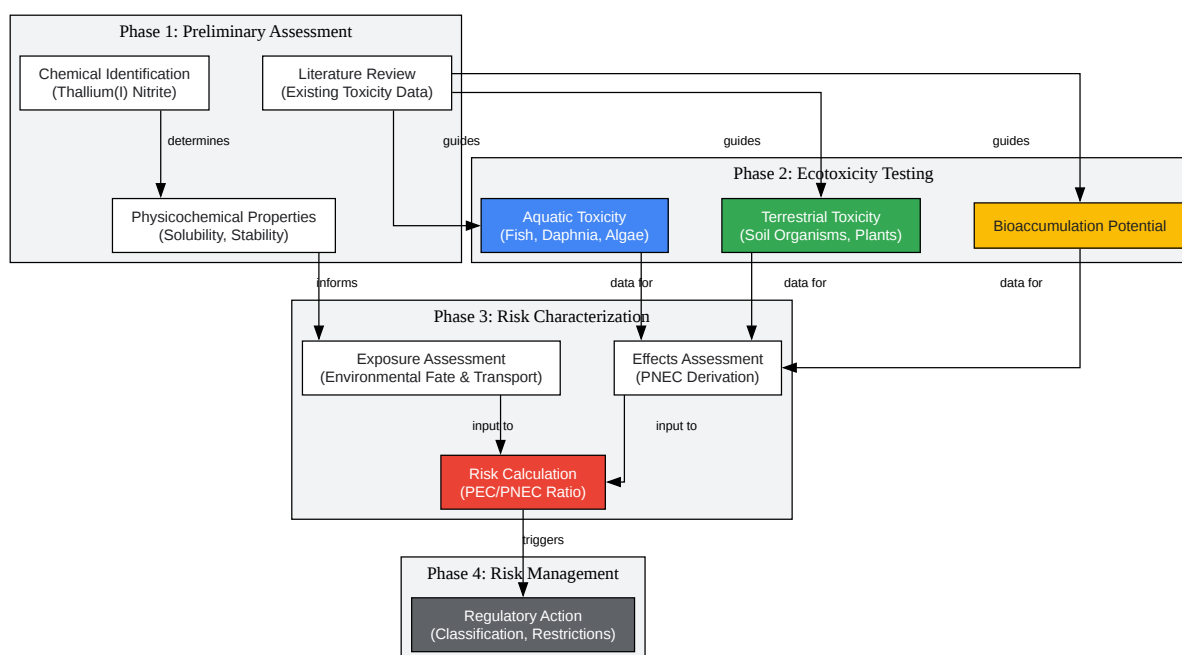 Phase 1: Preliminary Assessment
Chemical Identification
(Thallium(I) Nitrite)
Literature Review
(Existing Toxicity Data)
determines
guides
guides
guides
Physicochemical Properties
(Solubility, Stability)
Phase 2: Ecotoxicity Testing
Aquatic Toxicity
(Fish, Daphnia, Algae)
Terrestrial Toxicity
(Soil Organisms, Plants)
Bioaccumulation Potential
informs
data for
data for
data for
Phase 3: Risk Characterization
Exposure Assessment
(Environmental Fate & Transport)
Effects Assessment
(PNEC Derivation)
input to
input to
Risk Calculation
(PEC/PNEC Ratio)
triggers
Phase 4: Risk Management
Regulatory Action
(Classification, Restrictions)